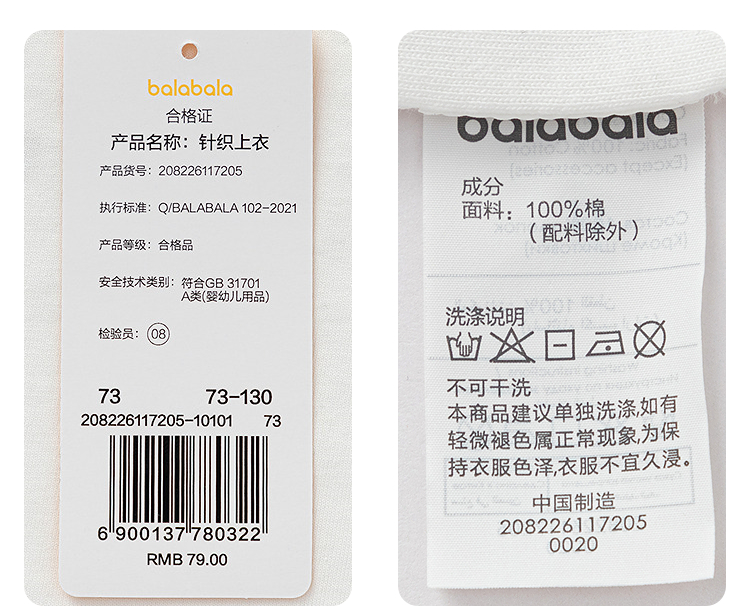 balabala
合格证
产品名称：针织上衣
产品货号：208226117205
执行标准：Q/BALABALA 102-2021
产品等级：合格品
安全技术类别：符合GB 31701
A类(婴幼儿用品)
检验员：08
73 73-130
208226117205-10101 73
6 900137 780322
RMB 79.00
balabala
成分
面料：100%棉
(配料除外)
洗涤说明
不可干洗
本商品建议单独洗涤,如有
轻微褪色属正常现象,为保
持衣服色泽,衣服不宜久浸。
中国制造
208226117205
0020